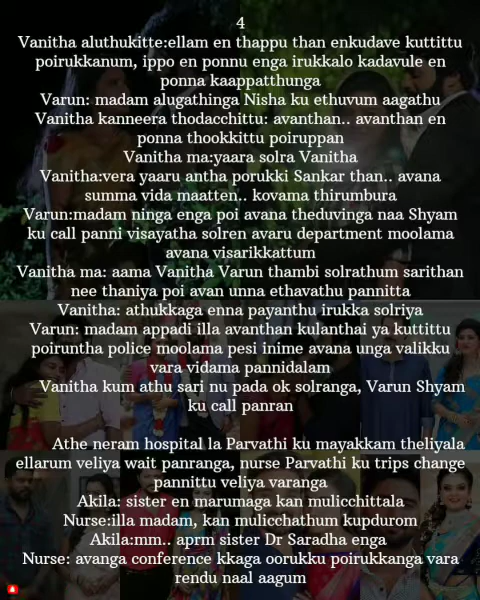 4
Vanitha aluthukitte:ellam en thappu than enkudave kuttittu
poirukkanum, ippo en ponnu enga irukkalo kadavule en
ponna kaappatthunga
Varun: madam alugathinga Nisha ku ethuvum aagathu
Vanitha kanneera thodacchittu: avanthan.. avanthan en
ponna thookkittu poiruppan
Vanitha ma:yaara solra Vanitha
Vanitha:vera yaaru antha porukki Sankar than.. avana
summa vida maatten.. kovama thirumbura
Varun:madam ninga enga poi avana theduvinga naa Shyam
ku call panni visayatha solren avaru department moolama
avana visarikkattum
Vanitha ma: aama Vanitha Varun thambi solrathum sarithan
nee thaniya poi avan unna ethavathu pannitta
Vanitha: athukkaga enna payanthu irukka solriya
Varun: madam appadi illa avanthan kulanthai ya kuttittu
poiruntha police moolama pesi inime avana unga valikku
vara vidama pannidalam
Vanitha kum athu sari nu pada ok solranga, Varun Shyam
ku call panran
Athe neram hospital la Parvathi ku mayakkam theliyala
ellarum veliya wait panranga, nurse Parvathi ku trips change
pannittu veliya varanga
Akila: sister en marumaga kan mulicchittala
Nurse:illa madam, kan mulicchathum kupdurom
Akila:mm.. aprm sister Dr Saradha enga
Nurse: avanga conference kkaga oorukku poirukkanga vara
rendu naal aagum